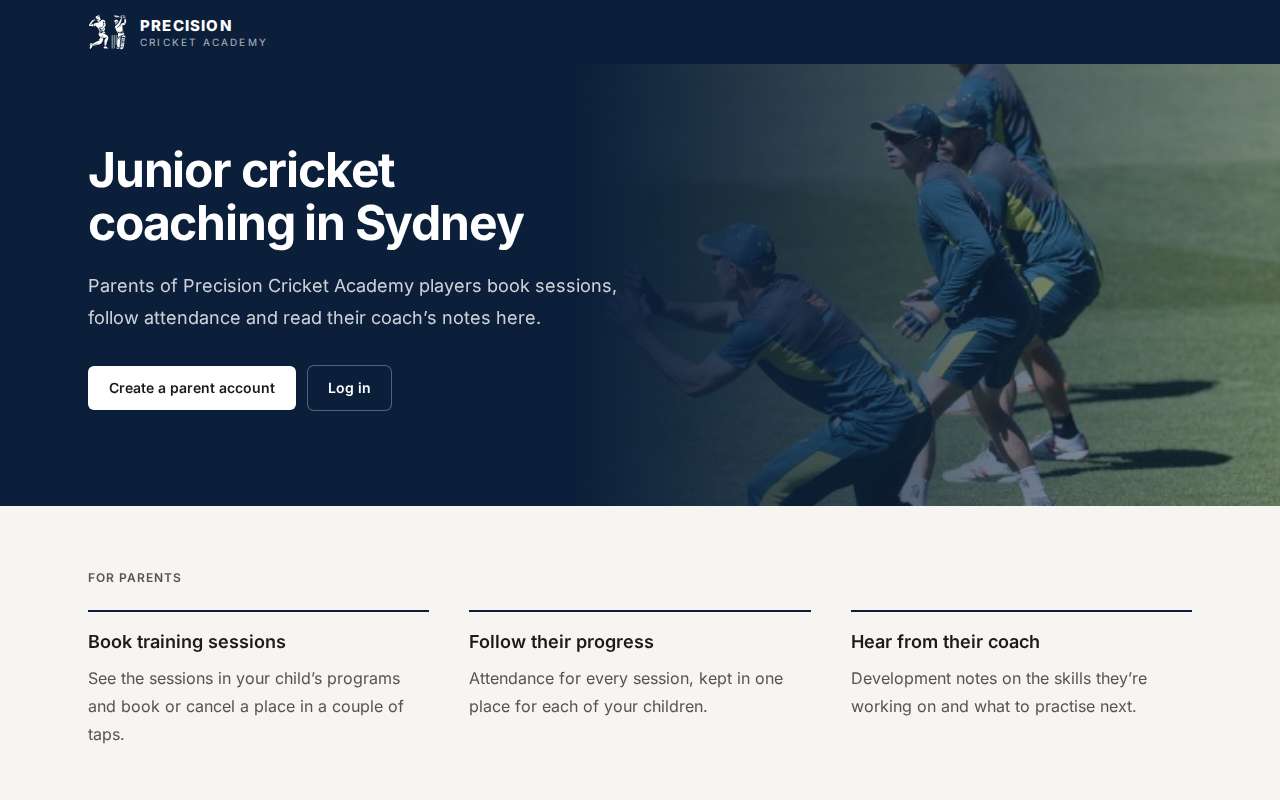 PRECISION
CRICKET ACADEMY
Junior cricket
coaching in Sydney
Parents of Precision Cricket Academy players book sessions,
follow attendance and read their coach’s notes here.
Create a parent account
Log in
FOR PARENTS
Book training sessions
See the sessions in your child’s programs
and book or cancel a place in a couple of
taps.
Follow their progress
Attendance for every session, kept in one
place for each of your children.
Hear from their coach
Development notes on the skills they’re
working on and what to practise next.